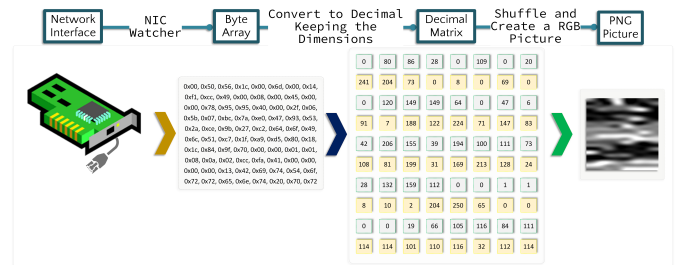 Network Interface
NIC Watcher
Byte Array
Convert to Decimal Keeping the Dimensions
Decimal Matrix
Shuffle and Create a RGB Picture
PNG Picture
0x00, 0x50, 0x56, 0x1c, 0x00, 0x6d, 0x00, 0x14,
0xf1, 0xcc, 0x49, 0x00, 0x08, 0x00, 0x45, 0x00,
0x00, 0x78, 0x95, 0x95, 0x40, 0x00, 0x2f, 0x06,
0x5b, 0x07, 0xbc, 0x7a, 0xe0, 0x47, 0x93, 0x53,
0x2a, 0xce, 0x9b, 0x27, 0xc2, 0x64, 0x6f, 0x49,
0x6c, 0x51, 0xc7, 0x1f, 0xa9, 0xd5, 0x80, 0x18,
0x1c, 0x84, 0x9f, 0x70, 0x00, 0x00, 0x01, 0x01,
0x08, 0x0a, 0x02, 0xcc, 0xfa, 0x41, 0x00, 0x00,
0x00, 0x00, 0x13, 0x42, 0x69, 0x74, 0x54, 0x6f,
0x72, 0x72, 0x65, 0x6e, 0x74, 0x20, 0x70, 0x72
0 80 86 28 0 109 0 20
241 204 73 0 8 0 69 0
0 120 149 149 64 0 47 6
91 7 188 122 224 71 147 83
42 206 155 39 194 100 111 73
108 81 199 31 169 213 128 24
28 132 159 112 0 0 1 1
8 10 2 204 250 65 0 0
0 0 19 66 105 116 84 111
114 114 101 110 116 32 112 114